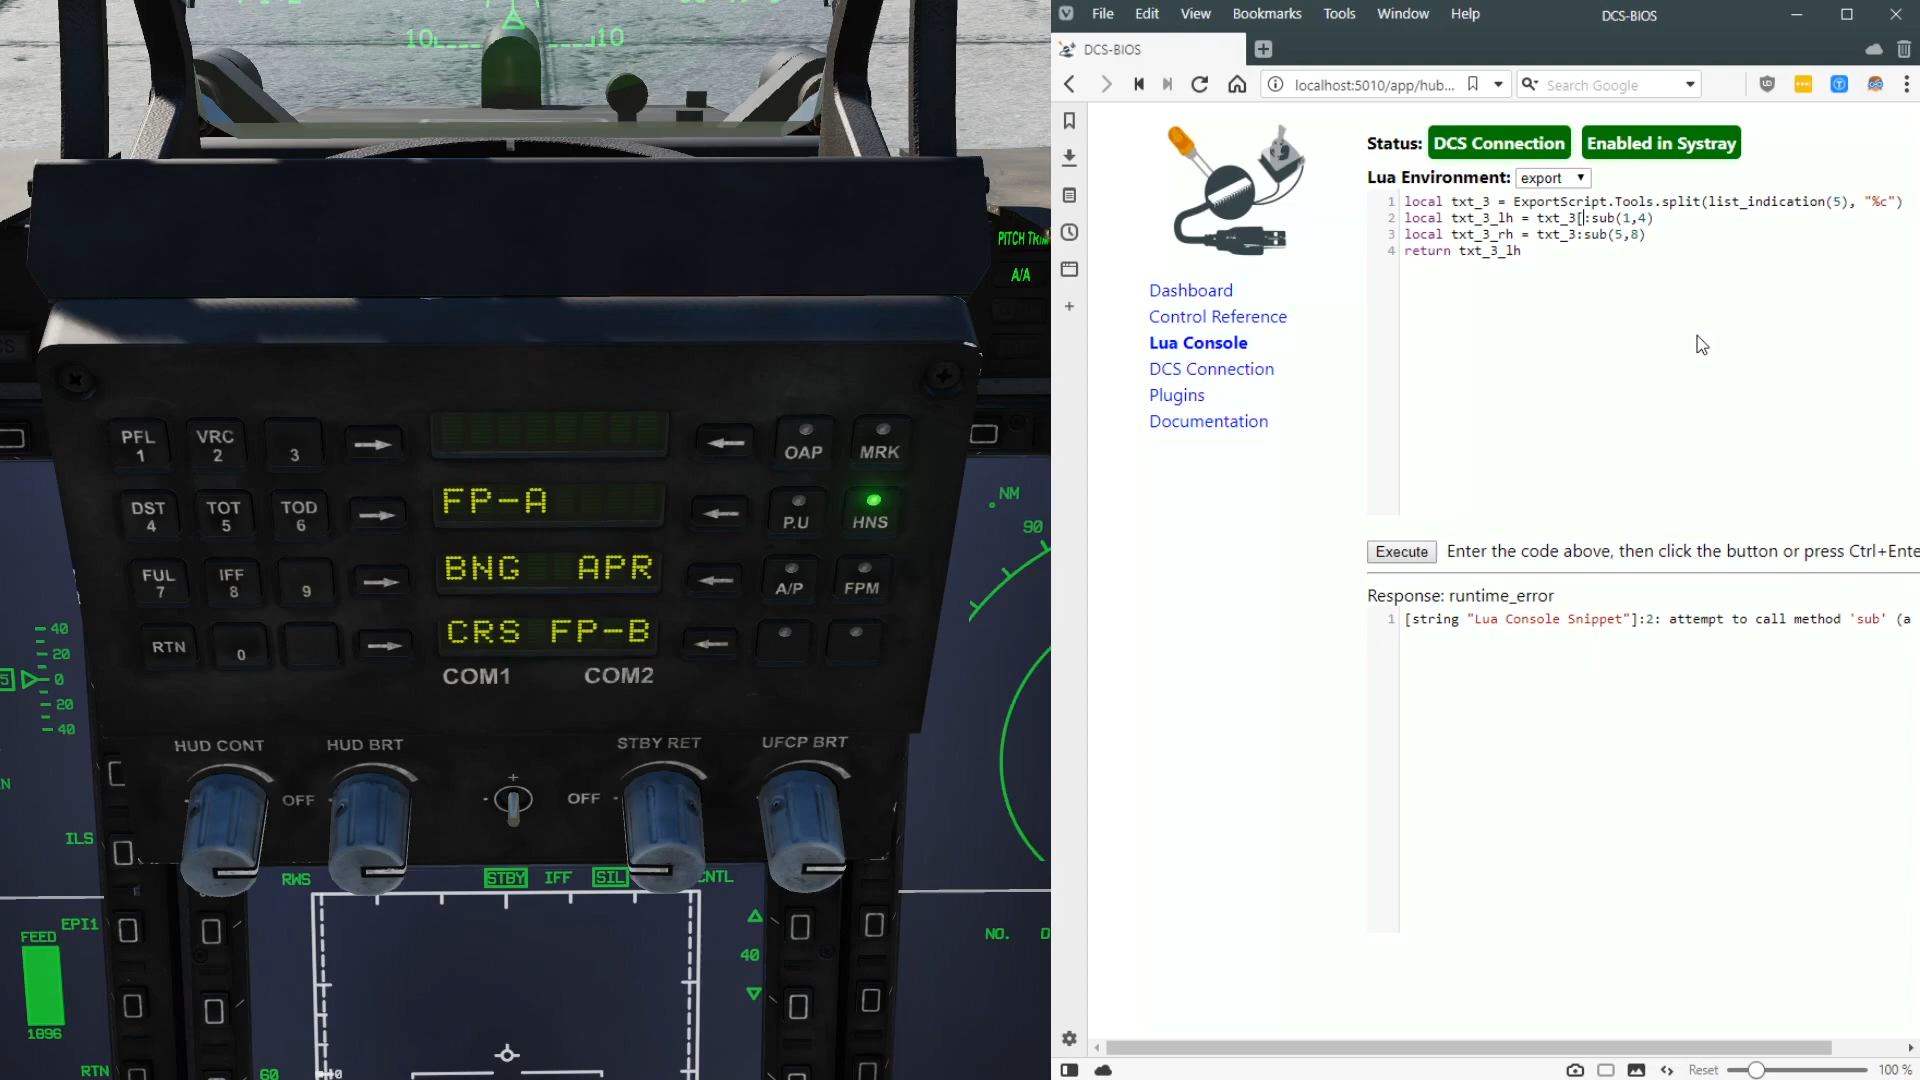 10 10
PITCH TRIM
A/A
PFL 1
VRC 2
3
OAP
MRK
DST 4
TOT 5
TOD 6
FP-A
P.U
HNS
FUL 7
IFF 8
9
BNG APR
A/P
FPM
RTN
0
CRS FP-B
COM1 COM2
NM
90
40
20
0
20
40
HUD CONT
HUD BRT
STBY RET
UFCP BRT
OFF
+
-
OFF
ILS
RWS
STBY
IFF
SIL
CNTL
EPI1
FEED
1896
RTN
40
60
NO.
File Edit View Bookmarks Tools Window Help
DCS-BIOS
DCS-BIOS
localhost:5010/app/hub...
Search Google
Status: DCS Connection Enabled in Systray
Lua Environment: export
1 local txt_3 = ExportScript.Tools.split(list_indication(5), "%c")
2 local txt_3_lh = txt_3[:sub(1,4)
3 local txt_3_rh = txt_3:sub(5,8)
4 return txt_3_lh
Dashboard
Control Reference
Lua Console
DCS Connection
Plugins
Documentation
Execute Enter the code above, then click the button or press Ctrl+Ente
Response: runtime_error
1 [string "Lua Console Snippet"]:2: attempt to call method 'sub' (a
Reset 100 %